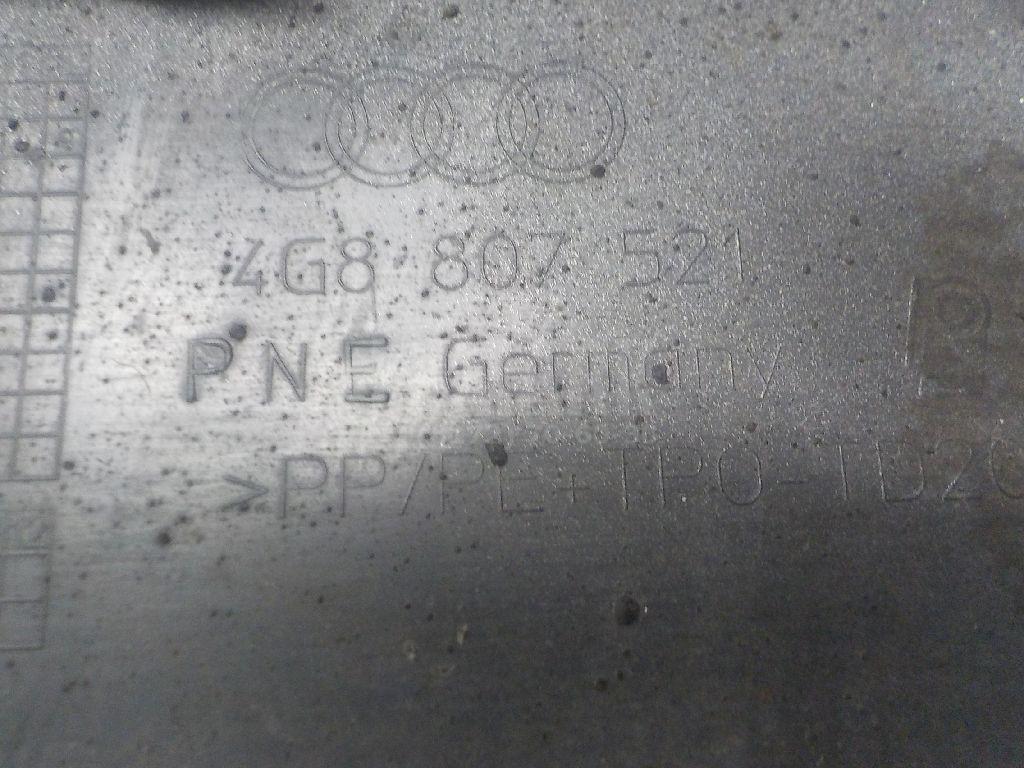 4G8 807 521
PNE Germany
>PP/PE+TPO-TD20